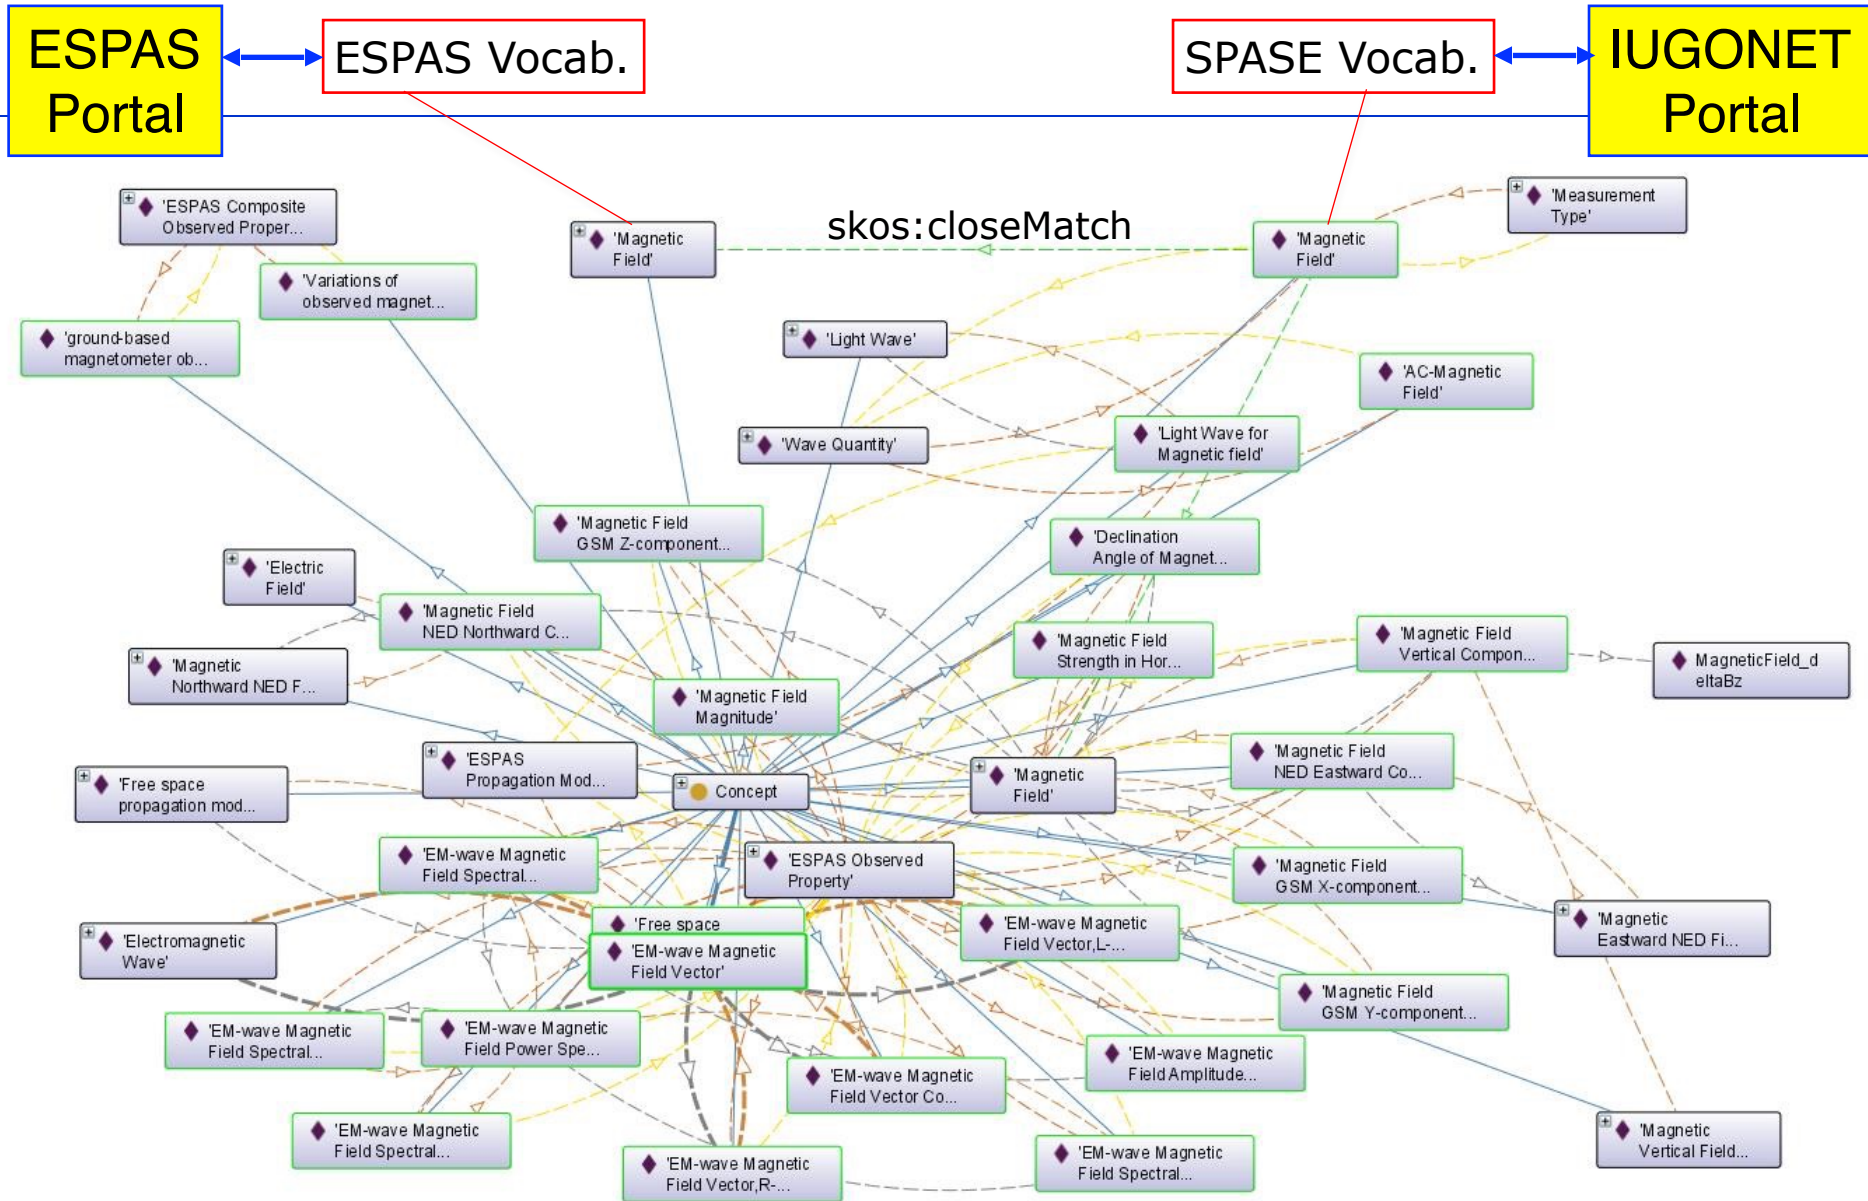 ESPAS
Portal
ESPAS Vocab.
SPASE Vocab.
IUGONET
Portal
'ESPAS Composite
Observed Proper...
'Magnetic
Field'
skos:closeMatch
'Magnetic
Field'
'Measurement
Type'
'Variations of
observed magnet...
'ground-based
magnetometer ob...
'Light Wave'
'AC-Magnetic
Field'
'Wave Quantity'
'Light Wave for
Magnetic field'
'Magnetic Field
GSM Z-component...
'Declination
Angle of Magnet...
'Electric
Field'
'Magnetic Field
NED Northward C...
'Magnetic Field
Strength in Hor...
'Magnetic Field
Vertical Compon...
'Magnetic
Northward NED F...
MagneticField_d
eltaBz
'Magnetic Field
Magnitude'
'ESPAS
Propagation Mod...
'Free space
propagation mod...
Concept
'Magnetic
Field'
'Magnetic Field
NED Eastward Co...
'EM-wave Magnetic
Field Spectral...
'ESPAS Observed
Property'
'Magnetic Field
GSM X-component...
'Electromagnetic
Wave'
'Free space
'EM-wave Magnetic
Field Vector'
'EM-wave Magnetic
Field Vector,L-...
'Magnetic
Eastward NED Fi...
'Magnetic Field
GSM Y-component...
'EM-wave Magnetic
Field Spectral...
'EM-wave Magnetic
Field Power Spe...
'EM-wave Magnetic
Field Vector Co...
'EM-wave Magnetic
Field Amplitude...
'EM-wave Magnetic
Field Spectral...
'EM-wave Magnetic
Field Vector,R-...
'EM-wave Magnetic
Field Spectral...
'Magnetic
Vertical Field...